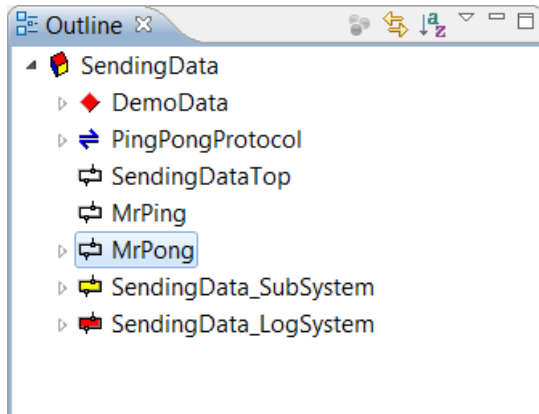 Outline
SendingData
DemoData
PingPongProtocol
SendingDataTop
MrPing
MrPong
SendingData_SubSystem
SendingData_LogSystem